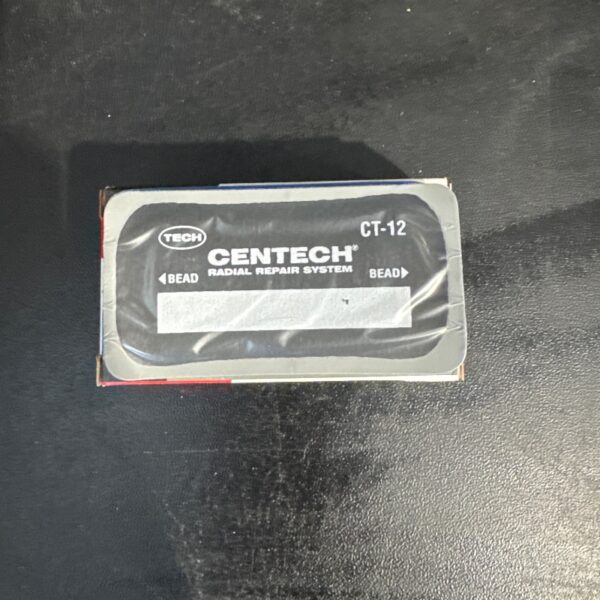 TECH
CT-12
CENTECH®
RADIAL REPAIR SYSTEM
◀BEAD BEAD▶